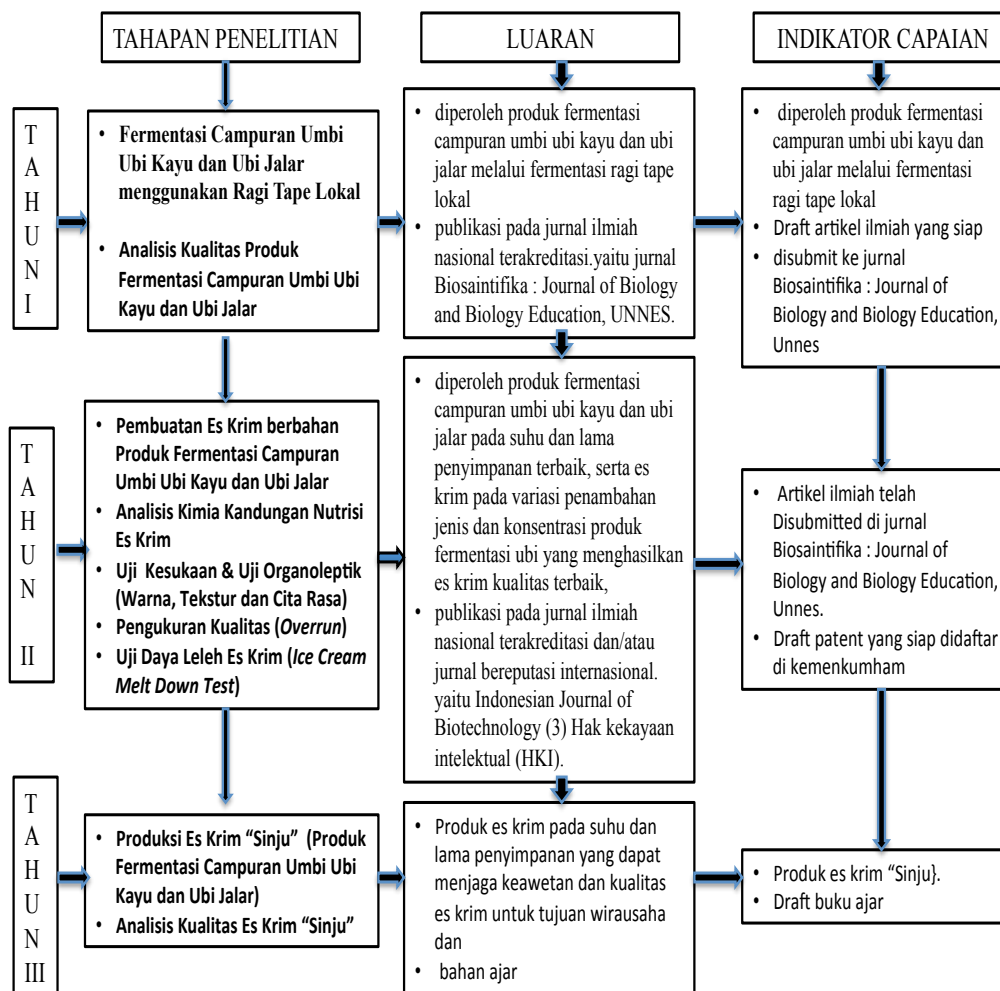 TAHAPAN PENELITIAN
LUARAN
INDIKATOR CAPAIAN
T
A
H
U
N
I
• Fermentasi Campuran Umbi
Ubi Kayu dan Ubi Jalar
menggunakan Ragi Tape Lokal
• Analisis Kualitas Produk
Fermentasi Campuran Umbi Ubi
Kayu dan Ubi Jalar
• diperoleh produk fermentasi
campuran umbi ubi kayu dan ubi
jalar melalui fermentasi ragi tape
lokal
• publikasi pada jurnal ilmiah
nasional terakreditasi.yaitu jurnal
Biosaintifika : Journal of Biology
and Biology Education, UNNES.
• diperoleh produk fermentasi
campuran umbi ubi kayu dan
ubi jalar melalui fermentasi
ragi tape lokal
• Draft artikel ilmiah yang siap
• disubmit ke jurnal
Biosaintifika : Journal of
Biology and Biology Education,
Unnes
T
A
H
U
N
II
• Pembuatan Es Krim berbahan
Produk Fermentasi Campuran
Umbi Ubi Kayu dan Ubi Jalar
• Analisis Kimia Kandungan Nutrisi
Es Krim
• Uji Kesukaan & Uji Organoleptik
(Warna, Tekstur dan Cita Rasa)
• Pengukuran Kualitas (Overrun)
• Uji Daya Leleh Es Krim (Ice Cream
Melt Down Test)
• diperoleh produk fermentasi
campuran umbi ubi kayu dan ubi
jalar pada suhu dan lama
penyimpanan terbaik, serta es
krim pada variasi penambahan
jenis dan konsentrasi produk
fermentasi ubi yang menghasilkan
es krim kualitas terbaik,
• publikasi pada jurnal ilmiah
nasional terakreditasi dan/atau
jurnal bereputasi internasional.
yaitu Indonesian Journal of
Biotechnology (3) Hak kekayaan
intelektual (HKI).
• Artikel ilmiah telah
Disubmitted di jurnal
Biosaintifika : Journal of
Biology and Biology Education,
Unnes.
• Draft patent yang siap didaftar
di kemenkumham
T
A
H
U
N
III
• Produksi Es Krim “Sinju” (Produk
Fermentasi Campuran Umbi Ubi
Kayu dan Ubi Jalar)
• Analisis Kualitas Es Krim “Sinju”
• Produk es krim pada suhu dan
lama penyimpanan yang dapat
menjaga keawetan dan kualitas
es krim untuk tujuan wirausaha
dan
• bahan ajar
• Produk es krim “Sinju}.
• Draft buku ajar